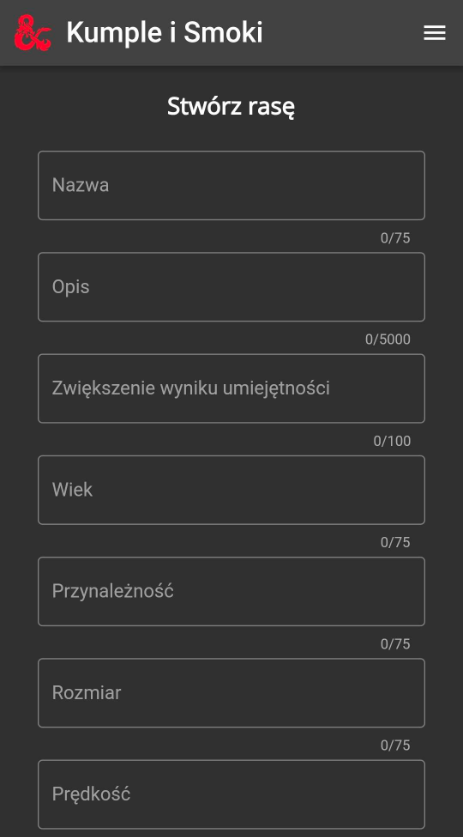 Kumple i Smoki
Stwórz rasę
Nazwa
0/75
Opis
0/5000
Zwiększenie wyniku umiejętności
0/100
Wiek
0/75
Przynależność
0/75
Rozmiar
0/75
Prędkość